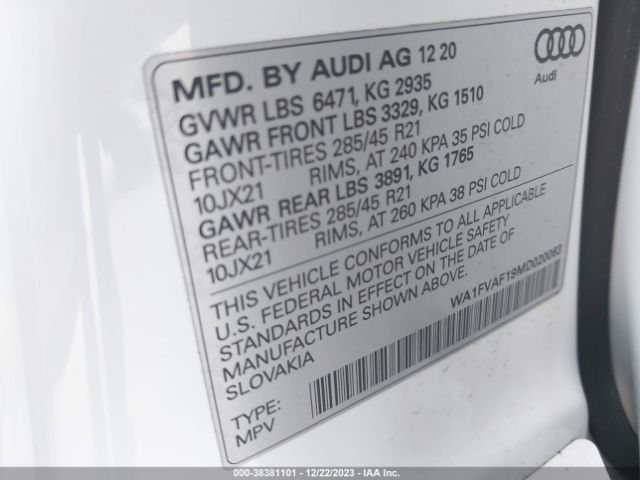 MFD. BY AUDI AG 12 20
GVWR LBS 6471, KG 2935
GAWR FRONT LBS 3329, KG 1510
FRONT-TIRES 285/45 R21
10JX21 RIMS, AT 240 KPA 35 PSI COLD
GAWR REAR LBS 3891, KG 1765
REAR-TIRES 285/45 R21
10JX21 RIMS, AT 260 KPA 38 PSI COLD
THIS VEHICLE CONFORMS TO ALL APPLICABLE
U.S. FEDERAL MOTOR VEHICLE SAFETY
STANDARDS IN EFFECT ON THE DATE OF
MANUFACTURE SHOWN ABOVE.
SLOVAKIA
Audi
WA1FVAF19MD020063
TYPE:
MPV
000-38381101 - 12/22/2023 - IAA Inc.